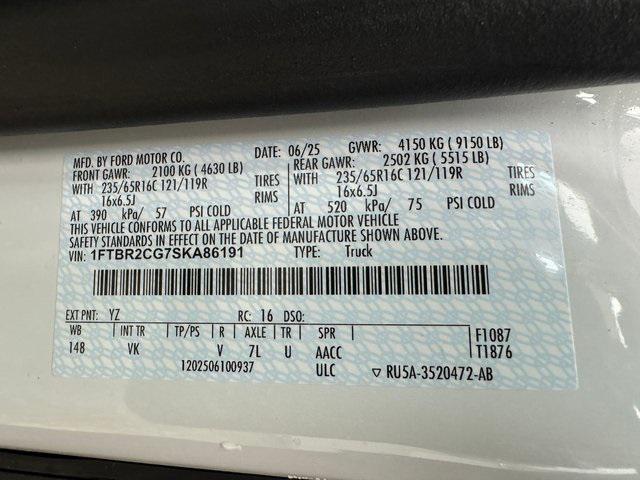 MFD. BY FORD MOTOR CO. DATE: 06/25 GVWR: 4150 KG ( 9150 LB)
FRONT GAWR: 2100 KG ( 4630 LB) REAR GAWR: 2502 KG ( 5515 LB)
WITH 235/65R16C 121/119R TIRES WITH 235/65R16C 121/119R TIRES
16x6.5J RIMS 16x6.5J RIMS
AT 390 kPa/ 57 PSI COLD AT 520 kPa/ 75 PSI COLD
THIS VEHICLE CONFORMS TO ALL APPLICABLE FEDERAL MOTOR VEHICLE
SAFETY STANDARDS IN EFFECT ON THE DATE OF MANUFACTURE SHOWN ABOVE.
VIN: 1FTBR2CG7SKA86191 TYPE: Truck
EXT PNT: YZ RC: 16 DSO:
WB INT TR TP/PS R AXLE TR SPR F1087
148 VK V 7L U AACC T1876
1202506100937 ULC ▽ RU5A-3520472-AB